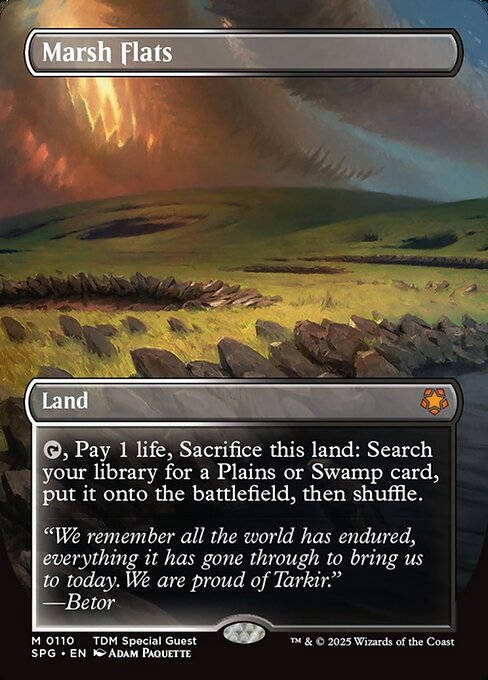 Marsh Flats
Land
, Pay 1 life, Sacrifice this land: Search
your library for a Plains or Swamp card,
put it onto the battlefield, then shuffle.
“We remember all the world has endured,
everything it has gone through to bring us
to today. We are proud of Tarkir.”
—Betor
M 0110 TDM Special Guest
SPG • EN Adam Paquette
™ & © 2025 Wizards of the Coast